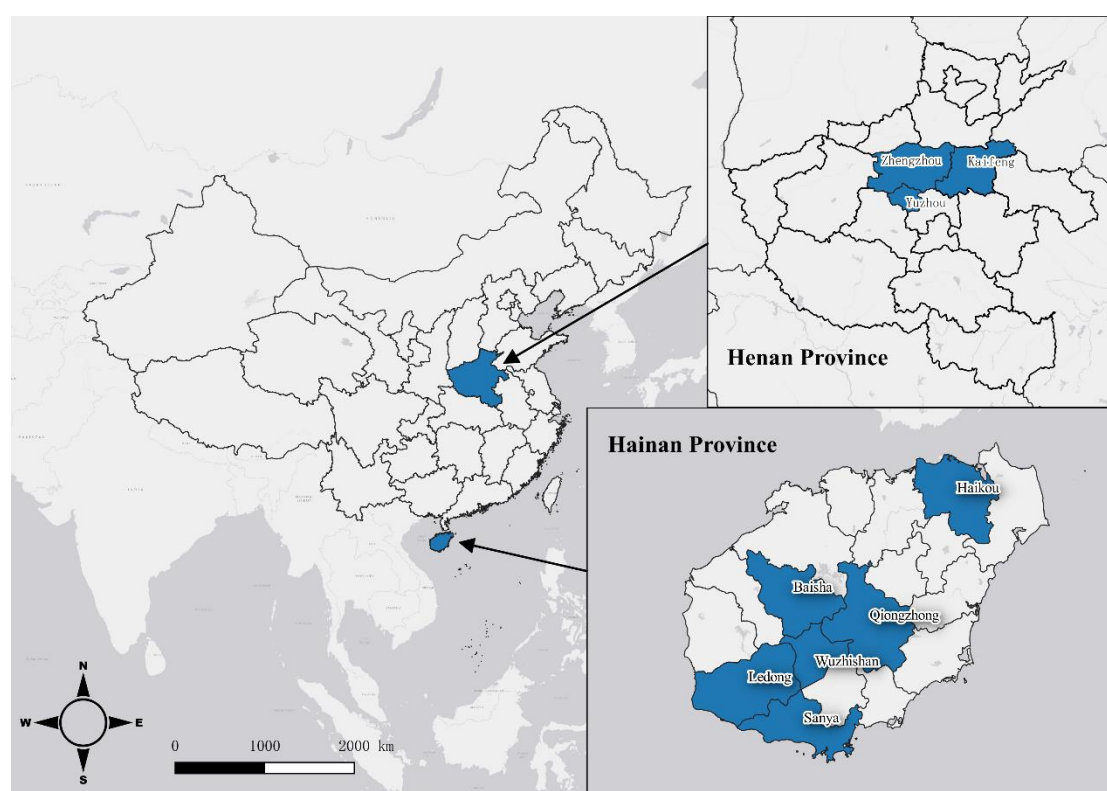 Zhengzhou
Kaifeng
Yuzhou
Henan Province
Hainan Province
Haikou
Baisha
Qiongzhong
Wuzhishan
Ledong
Sanya
N
W
E
S
0 1000 2000 km